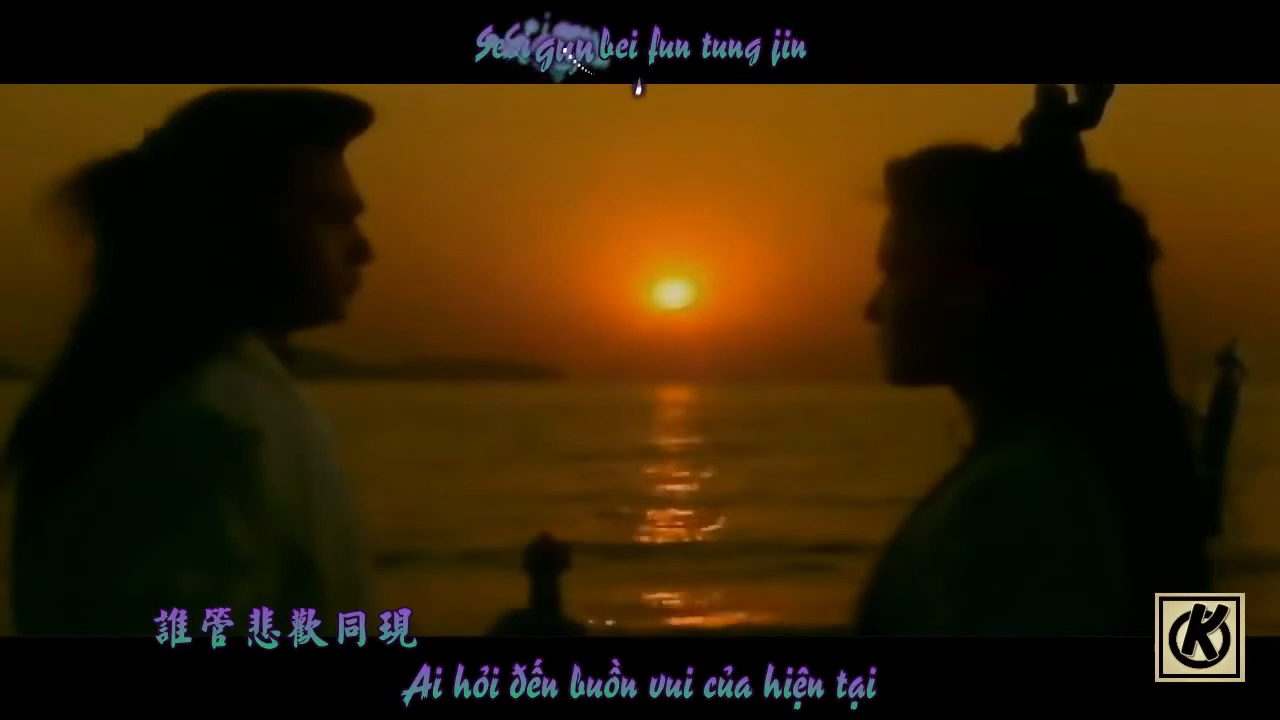 bei fun tung jin
誰管悲歡同現
Ai hỏi đến buồn vui của hiện tại
K